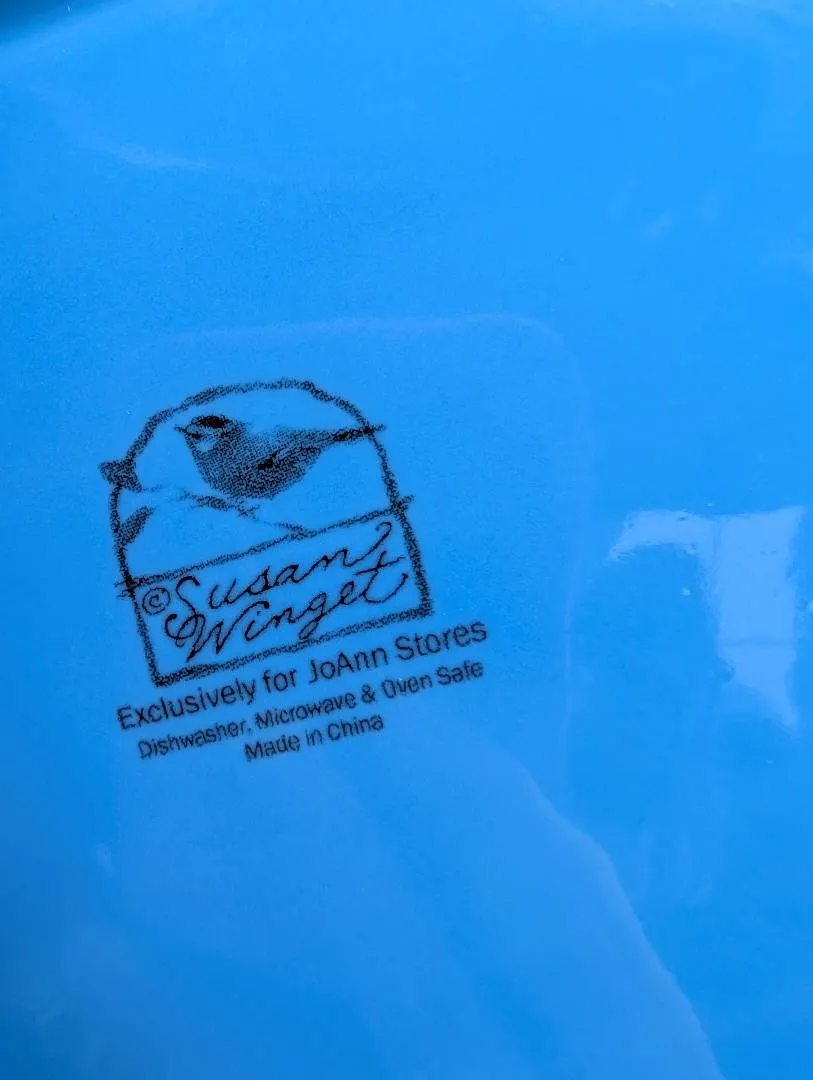 © Susan
Winget
Exclusively for JoAnn Stores
Dishwasher, Microwave & Oven Safe
Made in China